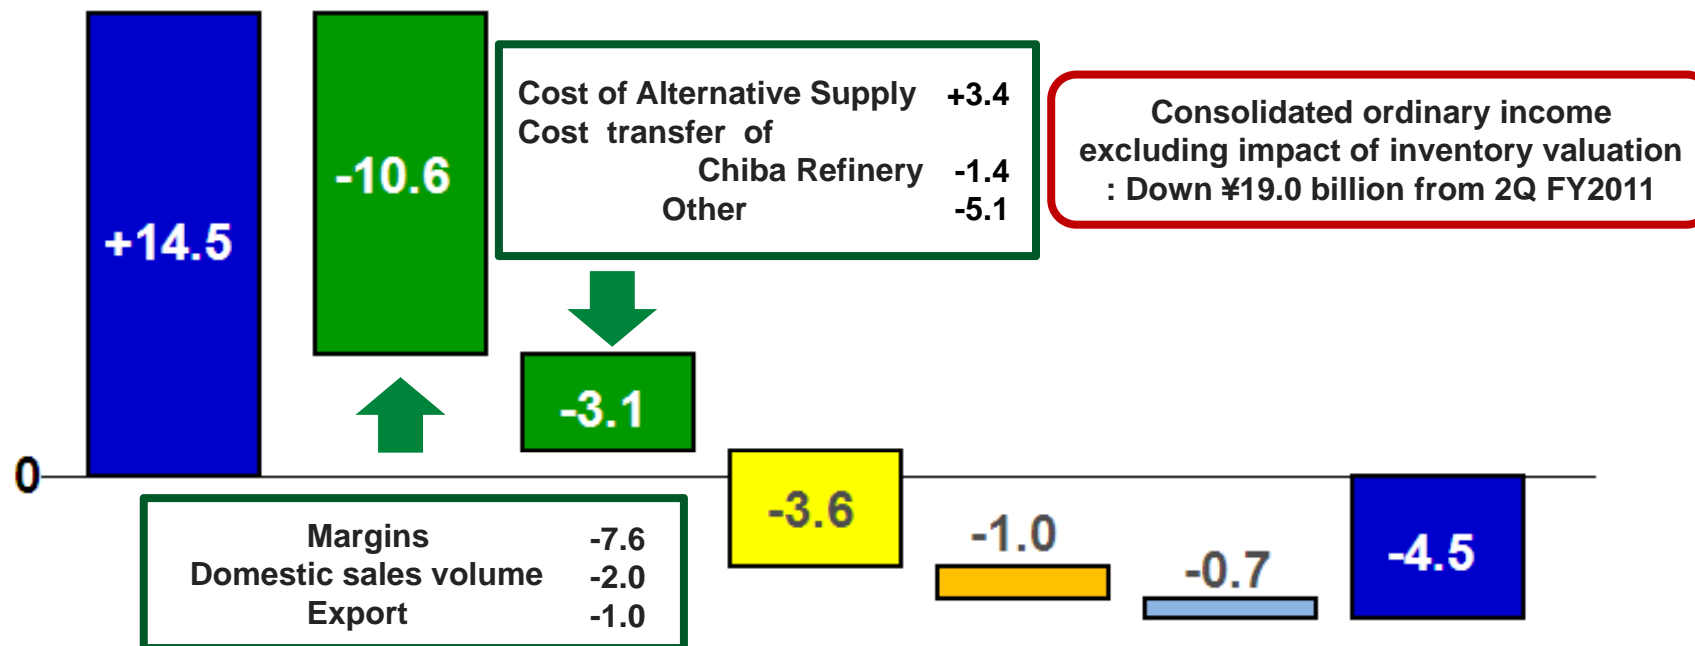 +14.5
-10.6
Cost of Alternative Supply +3.4
Cost transfer of
Chiba Refinery -1.4
Other -5.1
Consolidated ordinary income
excluding impact of inventory valuation
: Down ¥19.0 billion from 2Q FY2011
-3.1
0
-3.6
-1.0
-0.7
-4.5
Margins -7.6
Domestic sales volume -2.0
Export -1.0